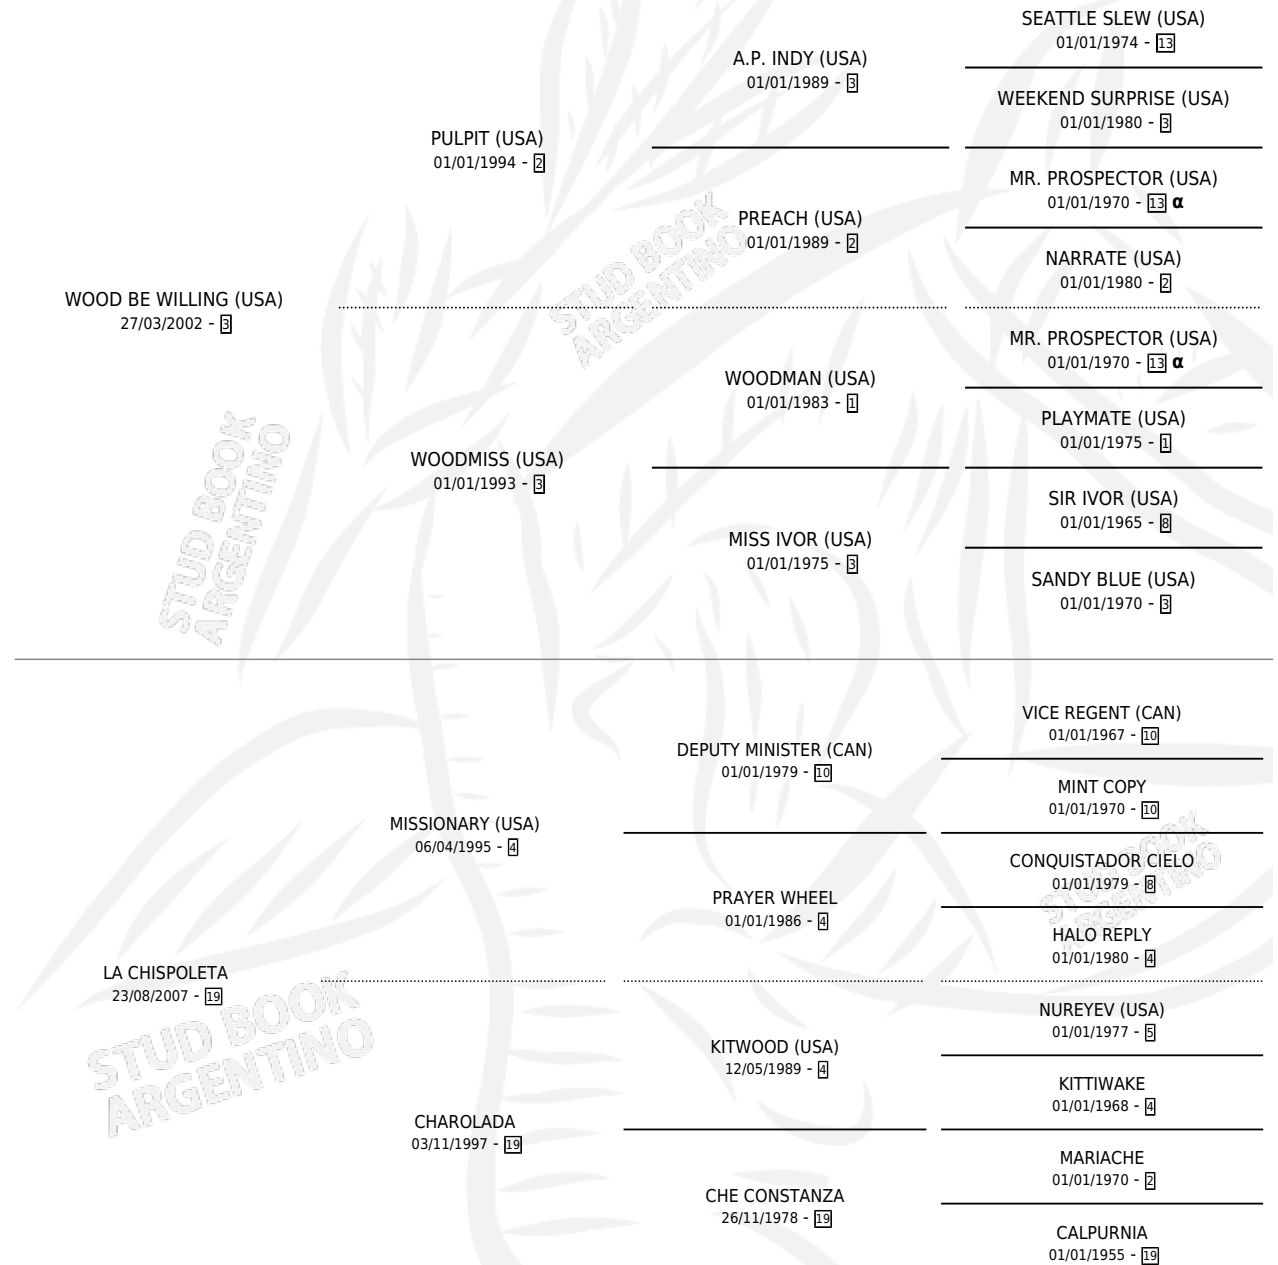 SEATTLE SLEW (USA)
01/01/1974 - 13
A.P. INDY (USA)
01/01/1989 - 3
WEEKEND SURPRISE (USA)
01/01/1980 - 3
PULPIT (USA)
01/01/1994 - 2
MR. PROSPECTOR (USA)
01/01/1970 - 13 α
PREACH (USA)
01/01/1989 - 2
NARRATE (USA)
01/01/1980 - 2
WOOD BE WILLING (USA)
27/03/2002 - 3
MR. PROSPECTOR (USA)
01/01/1970 - 13 α
WOODMAN (USA)
01/01/1983 - 1
PLAYMATE (USA)
01/01/1975 - 1
WOODMISS (USA)
01/01/1993 - 3
SIR IVOR (USA)
01/01/1965 - 8
MISS IVOR (USA)
01/01/1975 - 3
SANDY BLUE (USA)
01/01/1970 - 3
VICE REGENT (CAN)
01/01/1967 - 10
DEPUTY MINISTER (CAN)
01/01/1979 - 10
MINT COPY
01/01/1970 - 10
MISSIONARY (USA)
06/04/1995 - 4
CONQUISTADOR CIELO
01/01/1979 - 8
PRAYER WHEEL
01/01/1986 - 4
HALO REPLY
01/01/1980 - 4
LA CHISPOLETA
23/08/2007 - 19
NUREYEV (USA)
01/01/1977 - 5
KITWOOD (USA)
12/05/1989 - 4
KITTIWAKE
01/01/1968 - 4
CHAROLADA
03/11/1997 - 19
MARIACHE
01/01/1970 - 2
CHE CONSTANZA
26/11/1978 - 19
CALPURNIA
01/01/1955 - 19
STUD BOOK
ARGENTINO
STUD BOOK
ARGENTINO
STUD BOOK
ARGENTINO
STUD BOOK
ARGENTINO